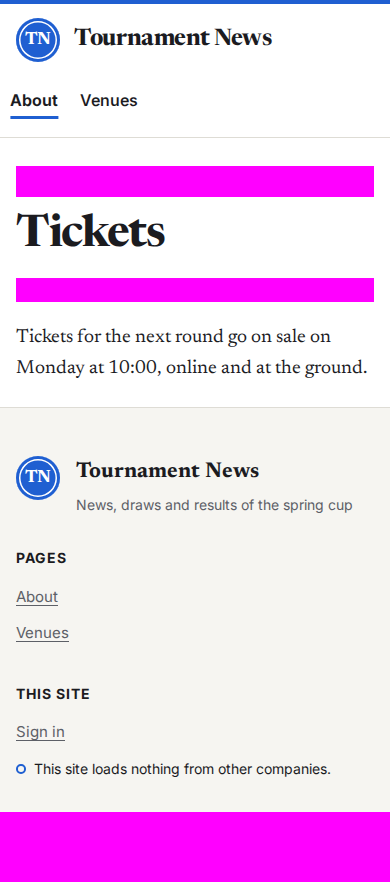 TN
Tournament News
About
Venues
Tickets
Tickets for the next round go on sale on
Monday at 10:00, online and at the ground.
TN
Tournament News
News, draws and results of the spring cup
PAGES
About
Venues
THIS SITE
Sign in
This site loads nothing from other companies.